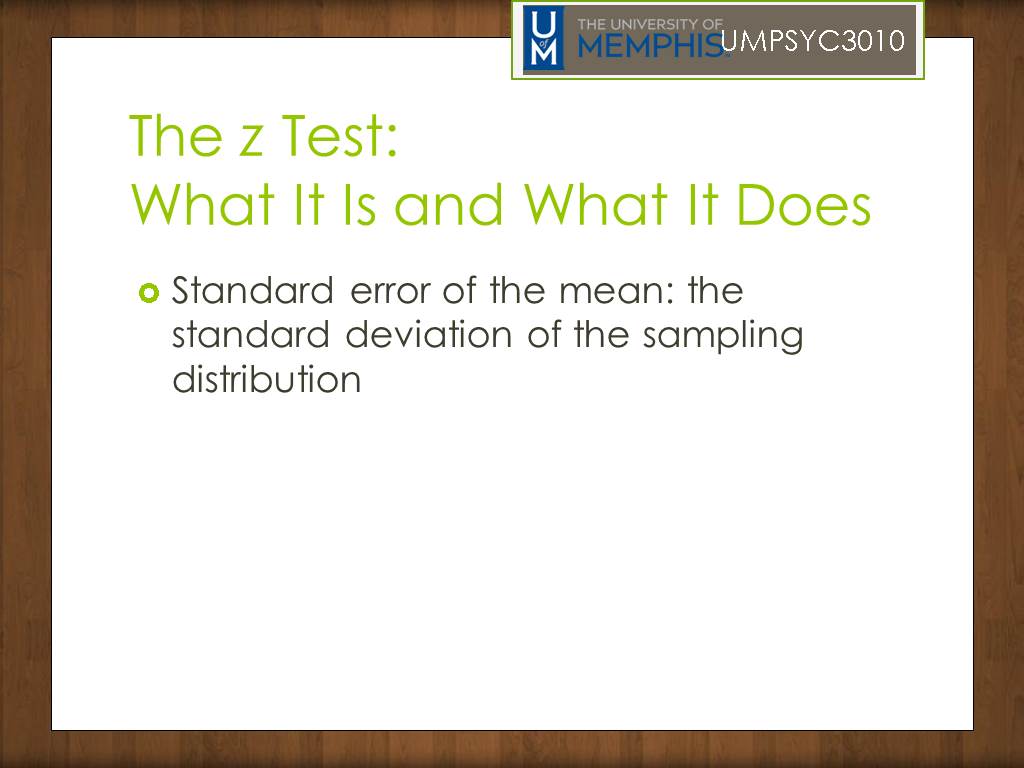 U
of
M
THE UNIVERSITY OF
MEMPHIS
UMPSYC3010
The z Test:
What It Is and What It Does
Standard error of the mean: the
standard deviation of the sampling
distribution